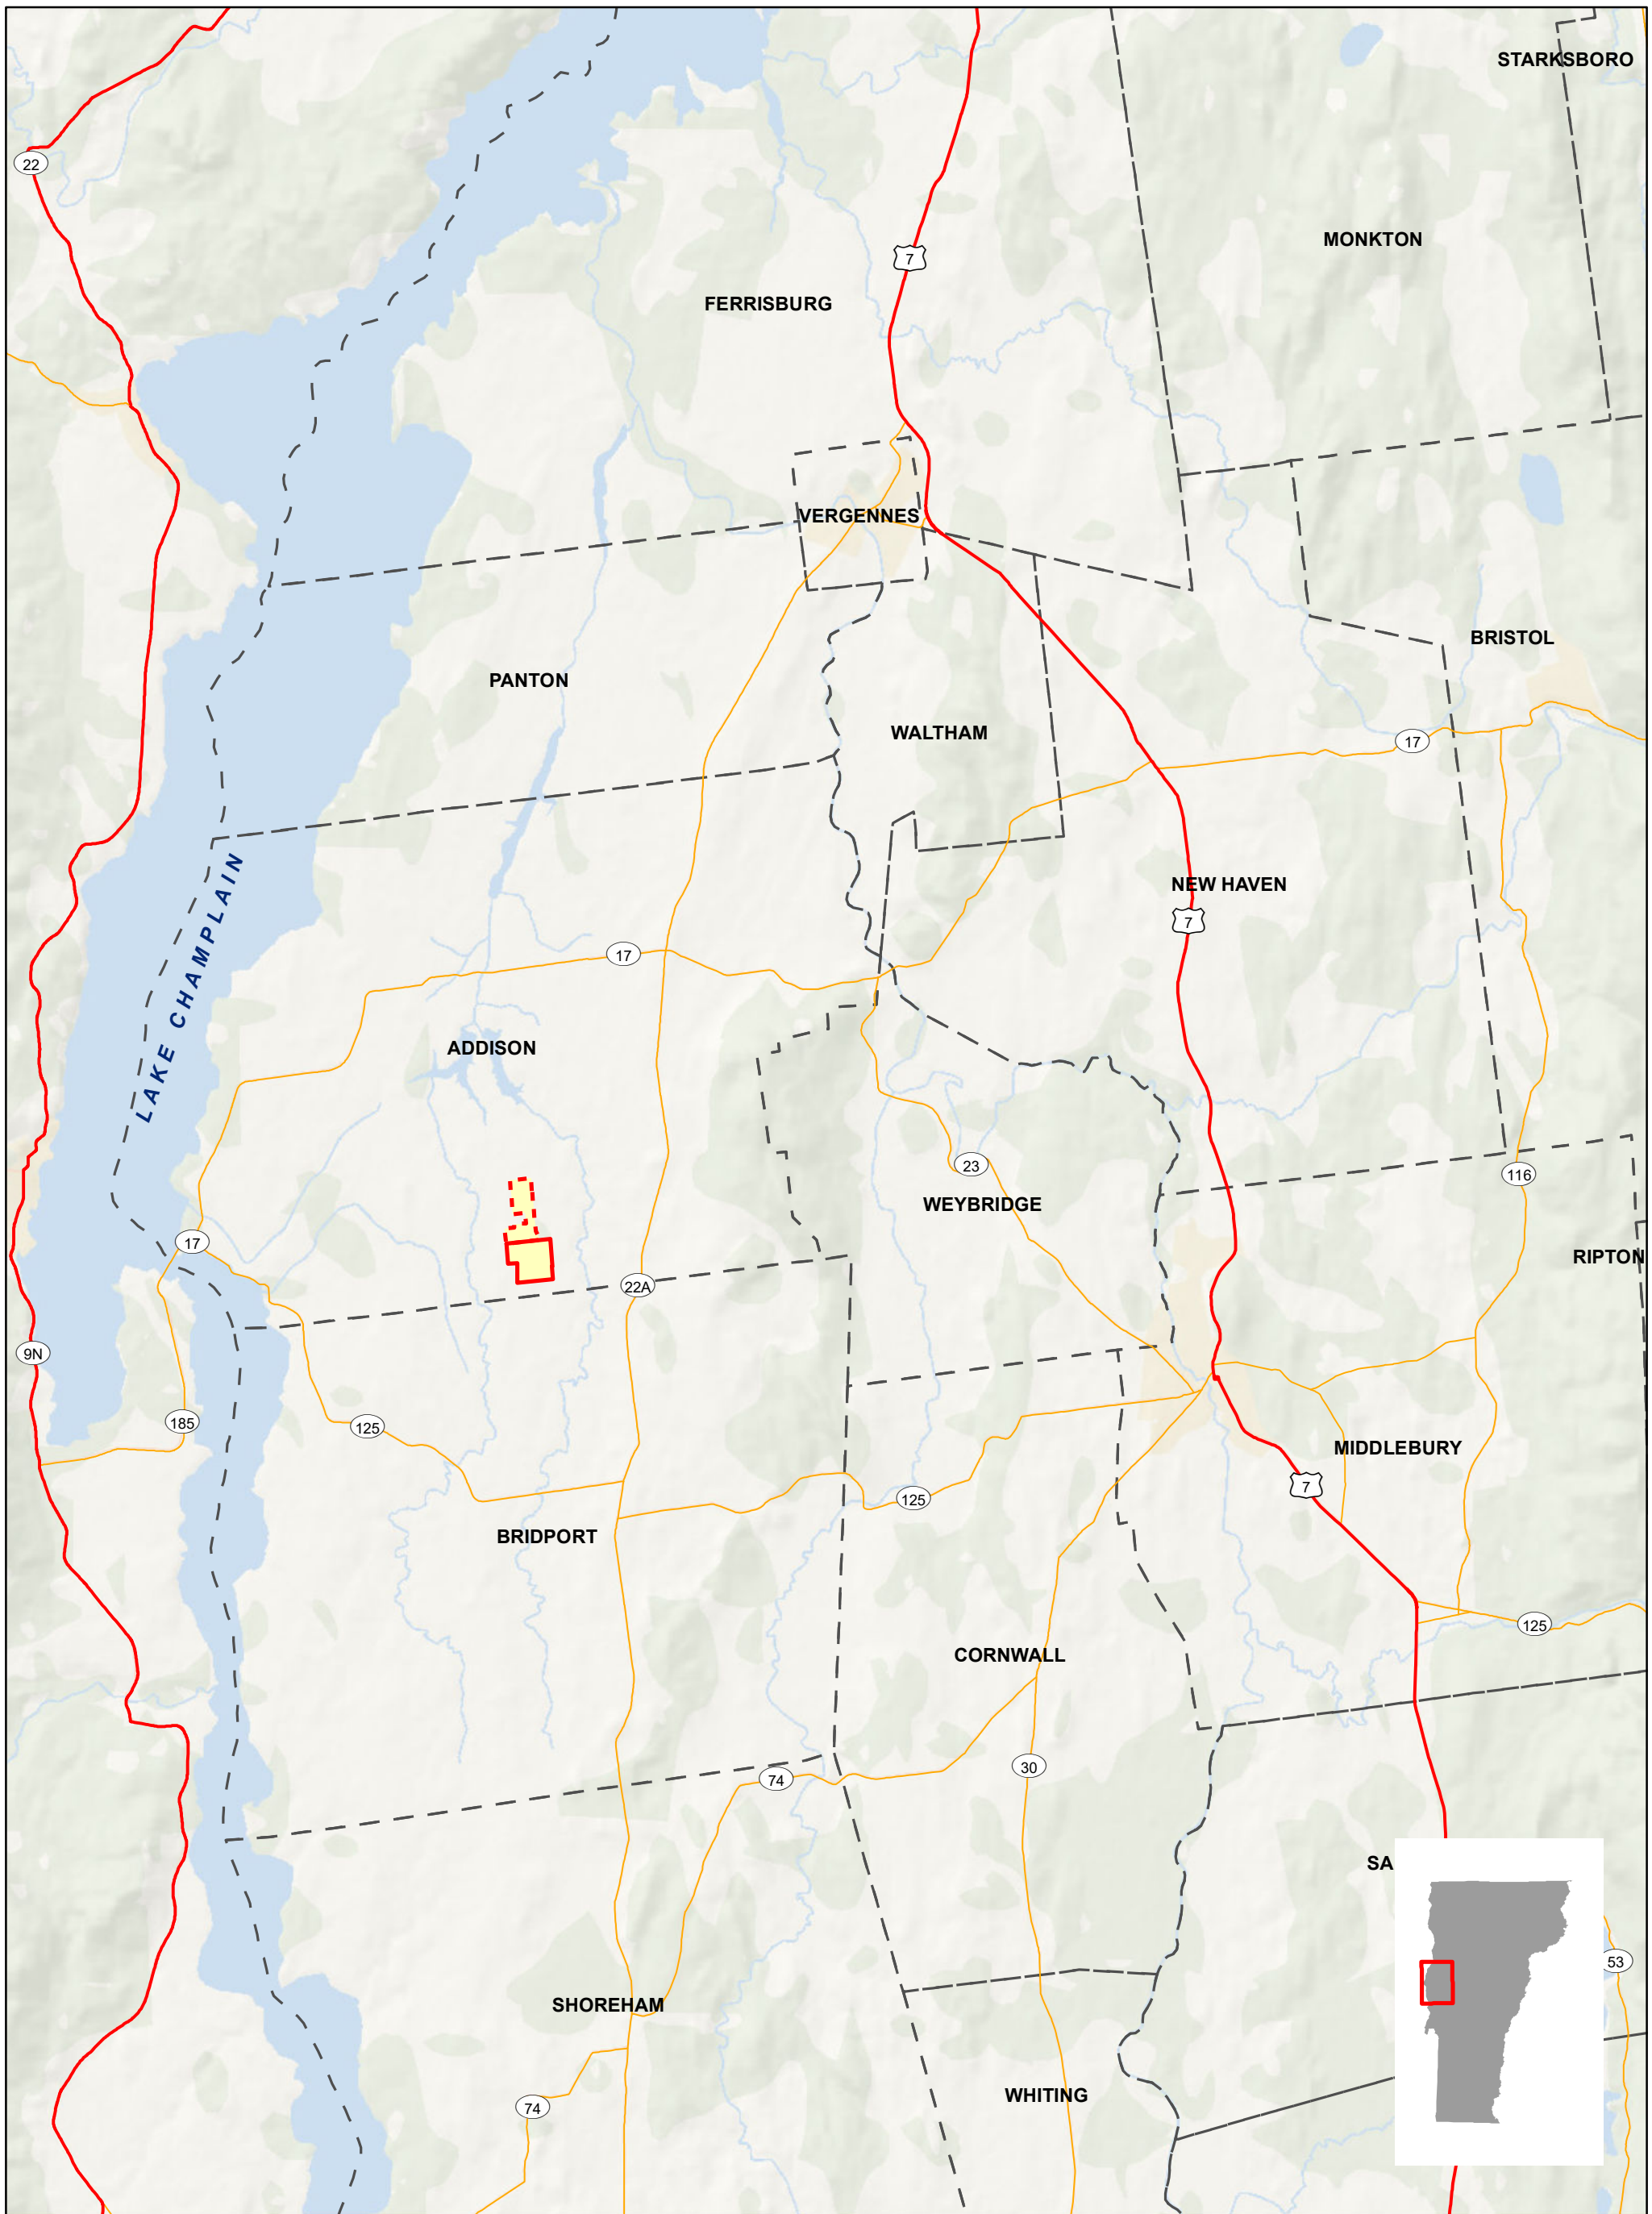 STARKSBORO
22
MONKTON
7
FERRISBURG
VERGENNES
BRISTOL
PANTON
WALTHAM
17
NEW HAVEN
7
LAKE CHAMPLAIN
17
ADDISON
23
116
WEYBRIDGE
17
RIPTON
22A
9N
185
125
MIDDLEBURY
7
125
BRIDPORT
125
CORNWALL
30
74
SA
53
SHOREHAM
WHITING
74